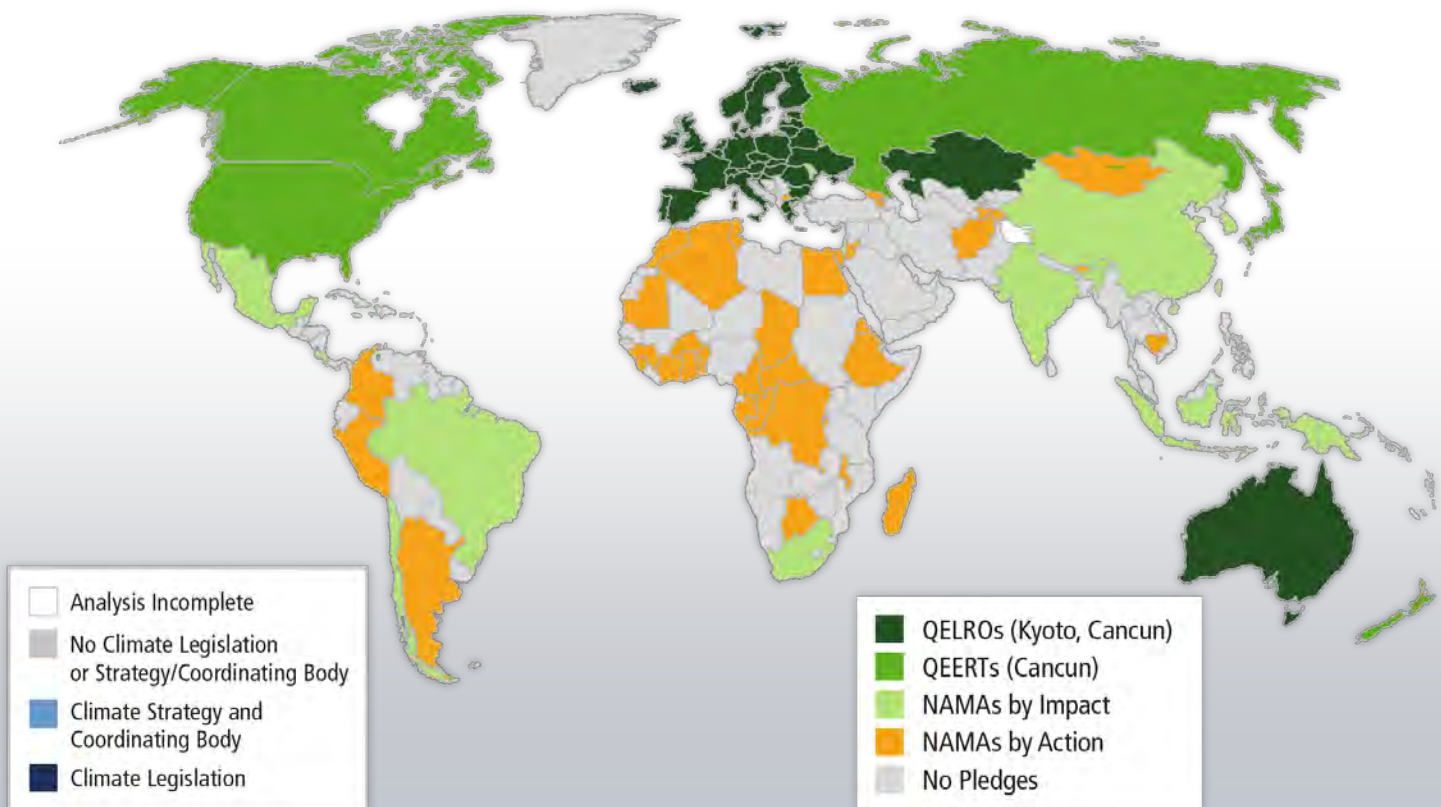 Analysis Incomplete
No Climate Legislation
or Strategy/Coordinating Body
Climate Strategy and
Coordinating Body
Climate Legislation
QELROs (Kyoto, Cancun)
QEERTs (Cancun)
NAMAs by Impact
NAMAs by Action
No Pledges